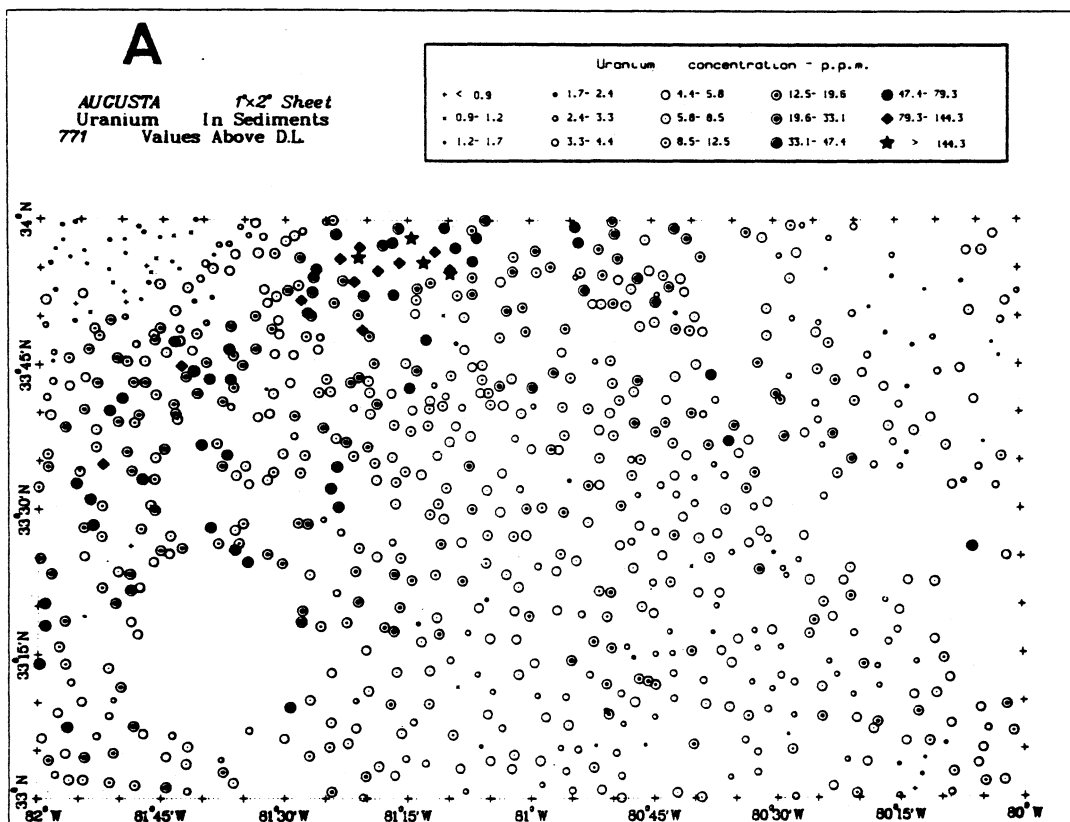 A
AUGUSTA 1°×2° Sheet
Uranium In Sediments
771 Values Above D.L.
Uranium concentration - p.p.m.
+ < 0.9
0.9- 1.2
1.2- 1.7
1.7- 2.4
2.4- 3.3
3.3- 4.4
4.4- 5.8
5.8- 8.5
8.5- 12.5
12.5- 19.6
19.6- 33.1
33.1- 47.4
47.4- 79.3
79.3- 144.3
★ > 144.3
34°N
33°45'N
33°30'N
33°15'N
33°N
82°W 81°45'W 81°30'W 81°15'W 81°W 80°45'W 80°30'W 80°15'W 80°W